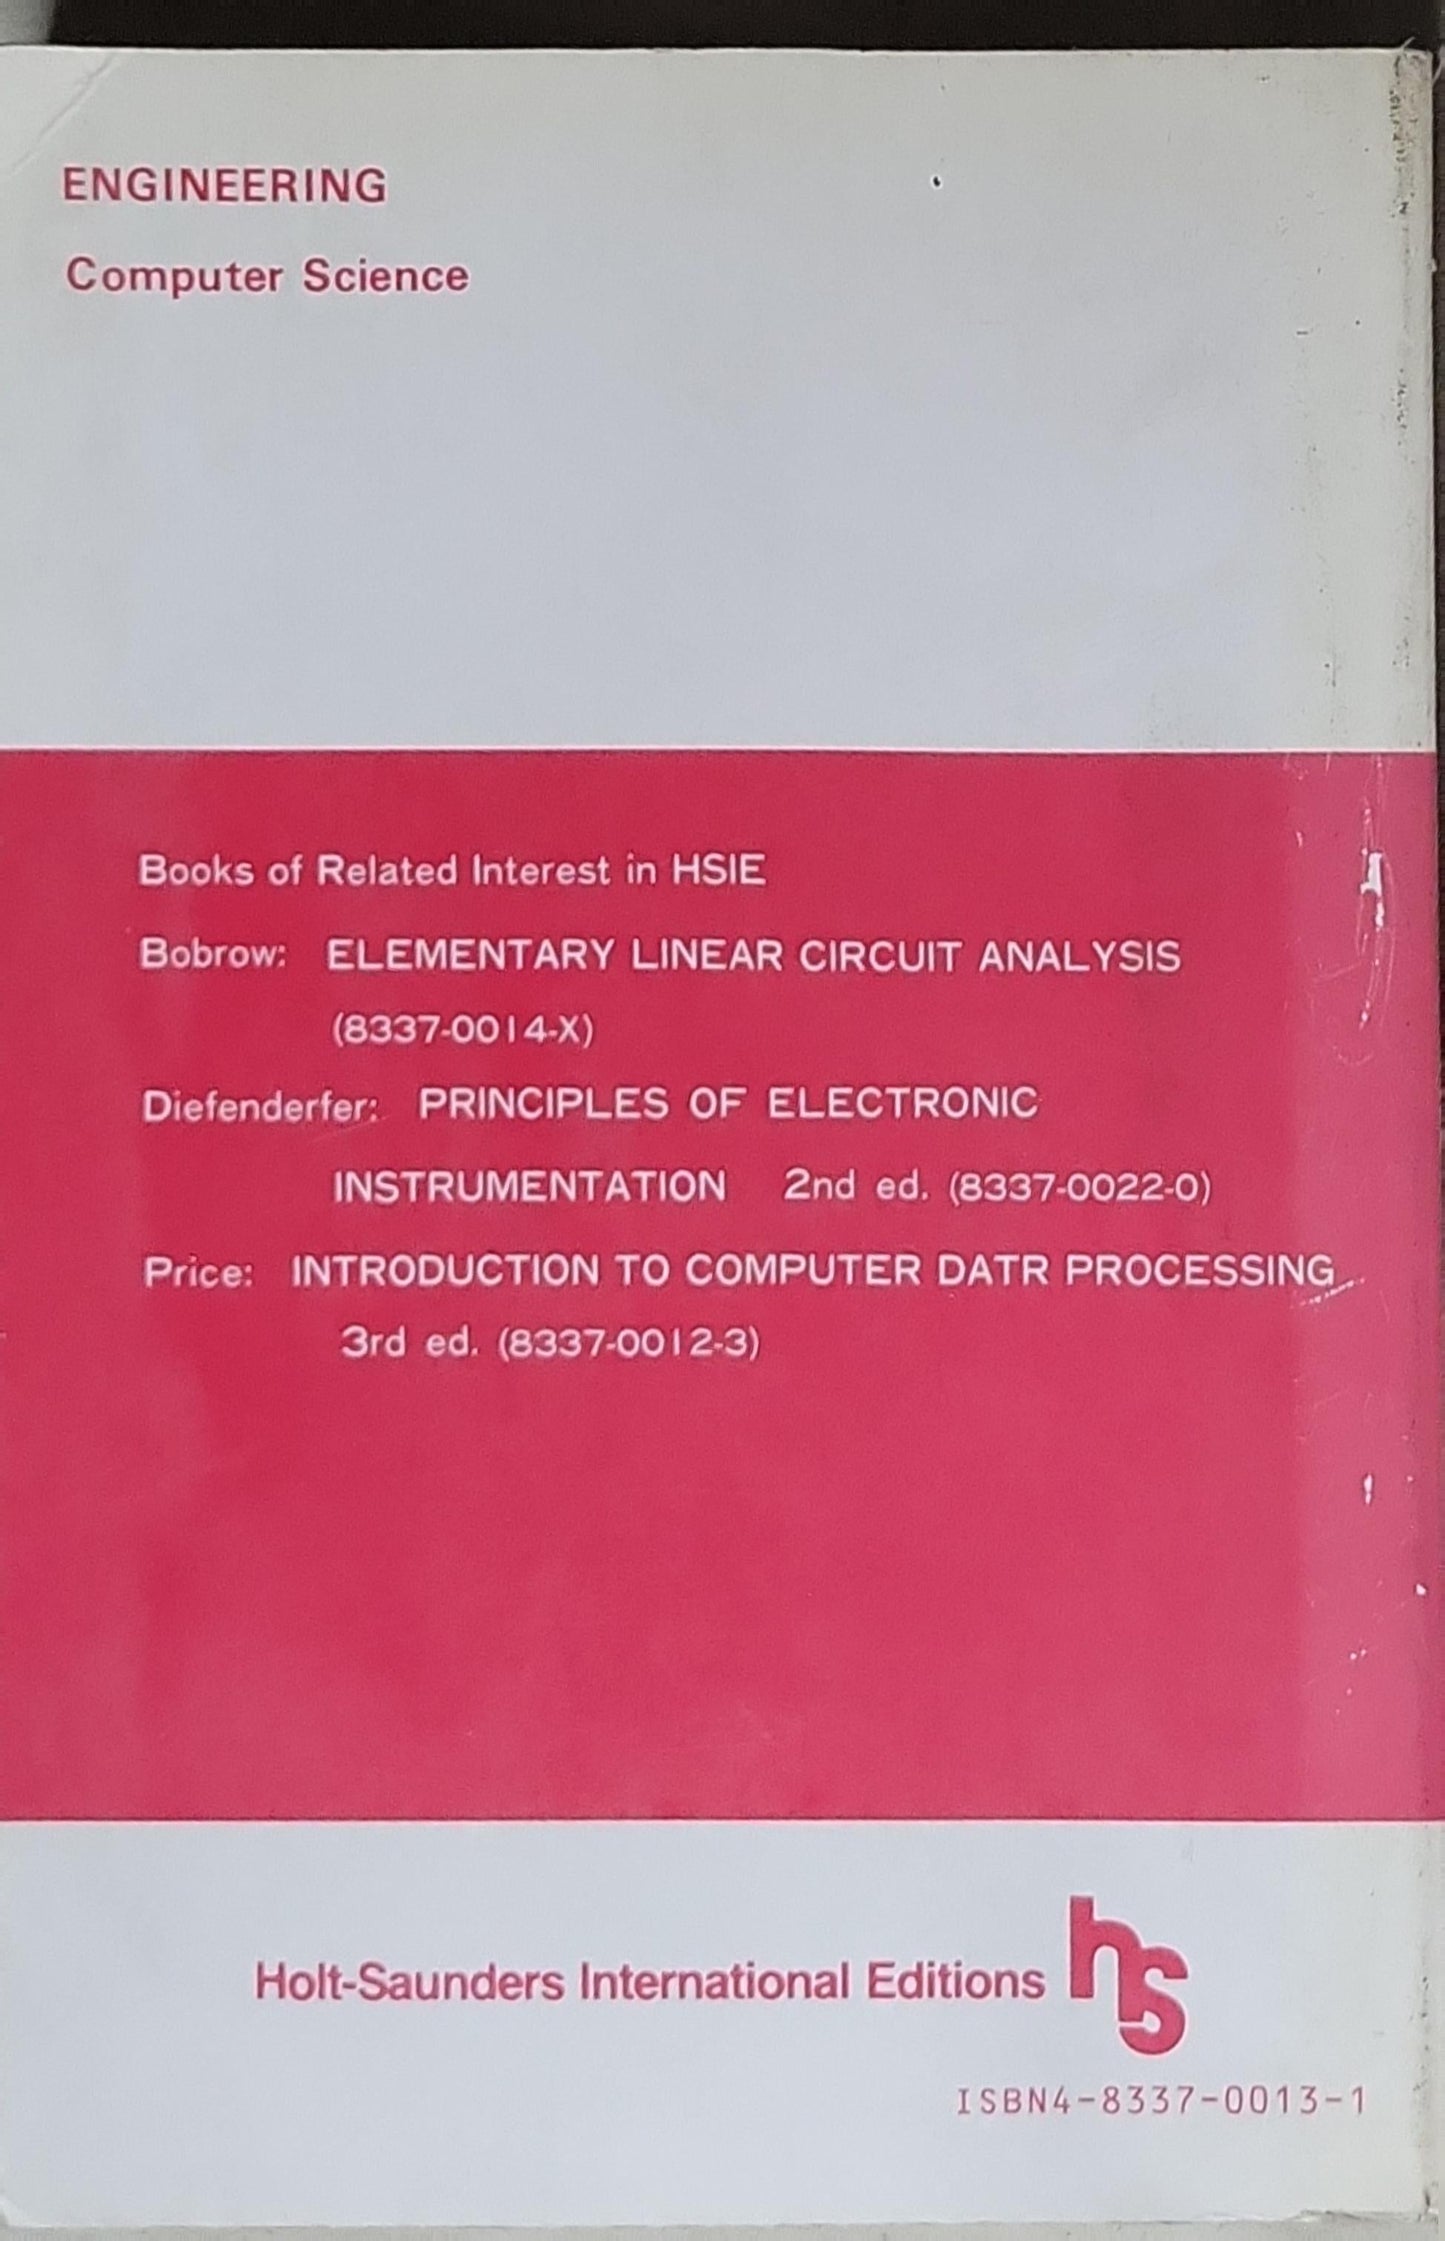 ENGINEERING
Computer Science
Books of Related Interest in HSIE
Bobrow: ELEMENTARY LINEAR CIRCUIT ANALYSIS
(8337-0014-X)
Diefenderfer: PRINCIPLES OF ELECTRONIC
INSTRUMENTATION 2nd ed. (8337-0022-0)
Price: INTRODUCTION TO COMPUTER DATR PROCESSING
3rd ed. (8337-0012-3)
Holt-Saunders International Editions hs
ISBN4-8337-0013-1